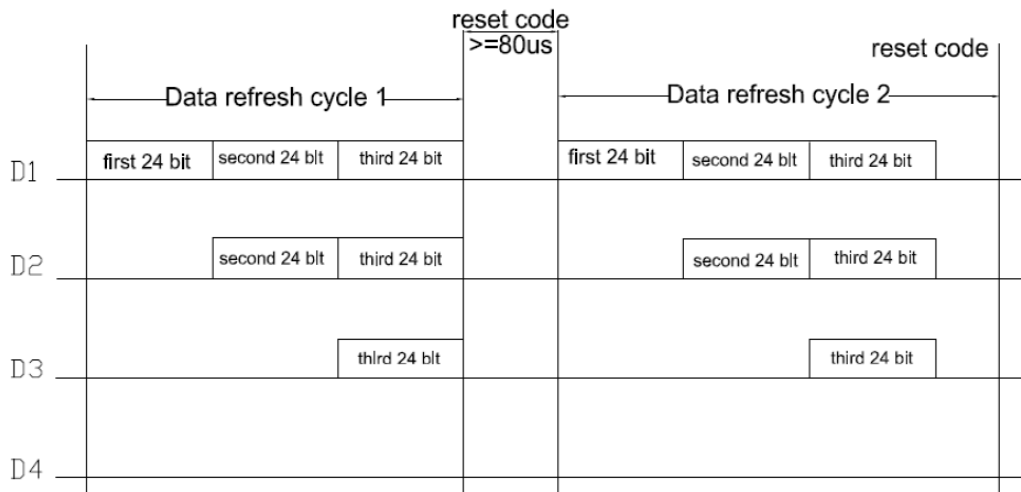 reset code
>=80us
reset code
Data refresh cycle 1
Data refresh cycle 2
D1 first 24 bit second 24 blt third 24 bit first 24 bit second 24 blt third 24 bit
D2 second 24 blt third 24 bit second 24 blt third 24 bit
D3 thlrd 24 blt third 24 bit
D4